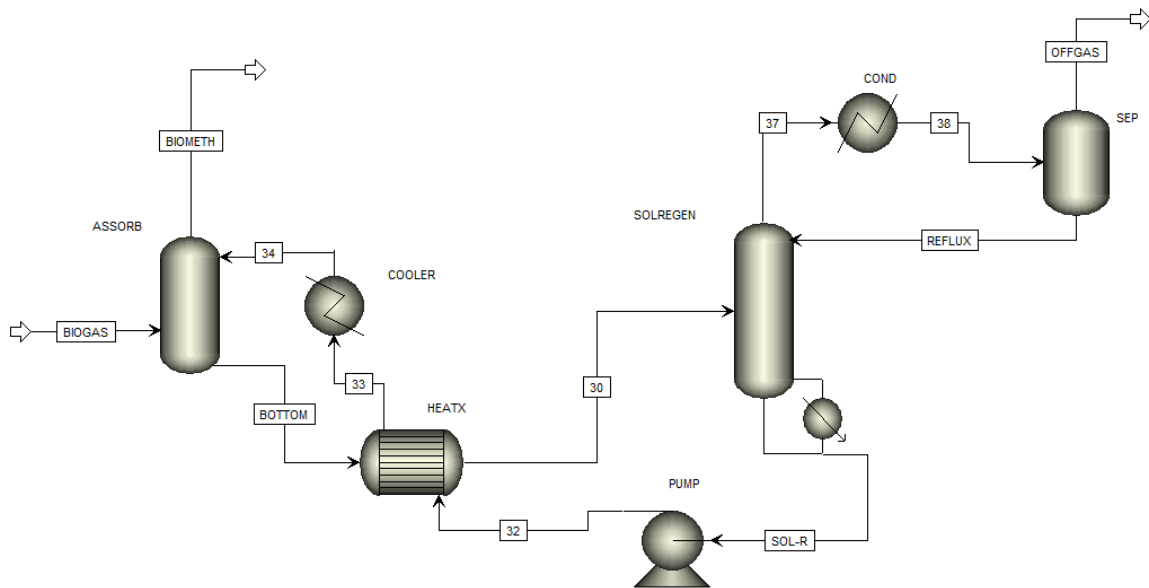 OFFGAS
COND
37
38
SEP
BIOMETH
SOLREGEN
ASSORB
34
REFLUX
COOLER
BIOGAS
33
30
HEATX
BOTTOM
PUMP
32
SOL-R